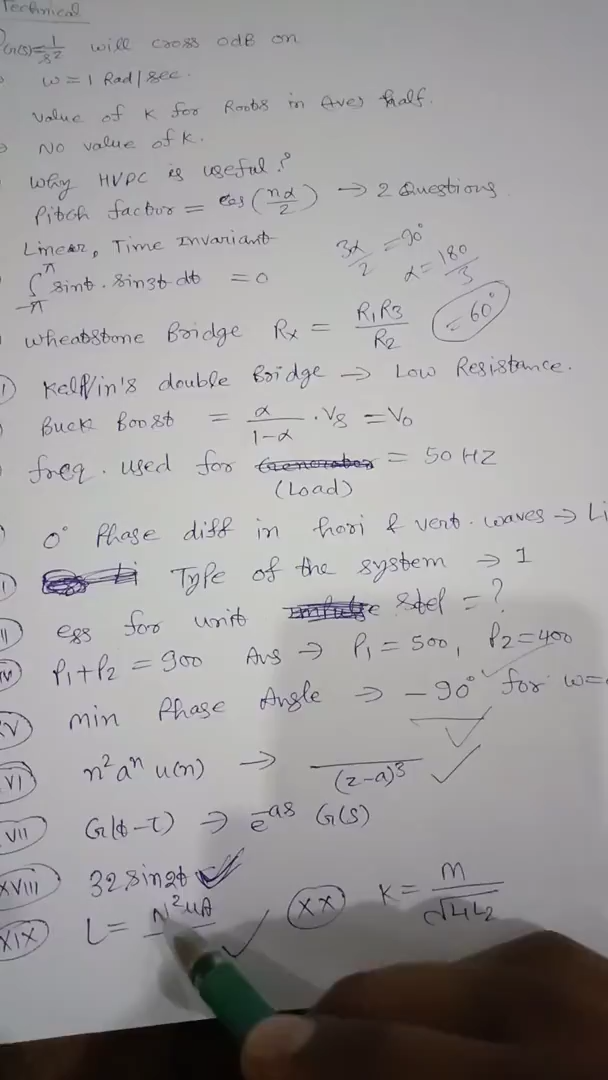 Technical
G(s)=1/s² will cross 0dB on
w=1 Rad/sec.
Value of K for Roots in (+ve) half.
No value of K.
Why HVDC is useful?
Pitch factor = cos(nα/2) → 2 Questions
Linear, Time Invariant
3α/2 = 90°
α = 180/3
= 60°
∫-π^π sint. sin3t dt = 0
Wheatstone Bridge Rx = R1R3/R2
Kelvin's double Bridge → Low Resistance.
Buck Boost = α/1-α . Vs = Vo
freq. used for = 50 Hz
(Load)
0° Phase diff in hori & vert. waves → Li
Type of the system → 1
ess for unit step = ?
IV P1+P2 = 900 Ans → P1 = 500, P2 = 400
V min Phase Angle → -90° for w=
VI n²aⁿ u(n) → /(z-a)³
VII G(t-τ) → e^-as G(s)
XVIII 32 sin2t
XIX L = N²μA
XX K = M/√L1L2